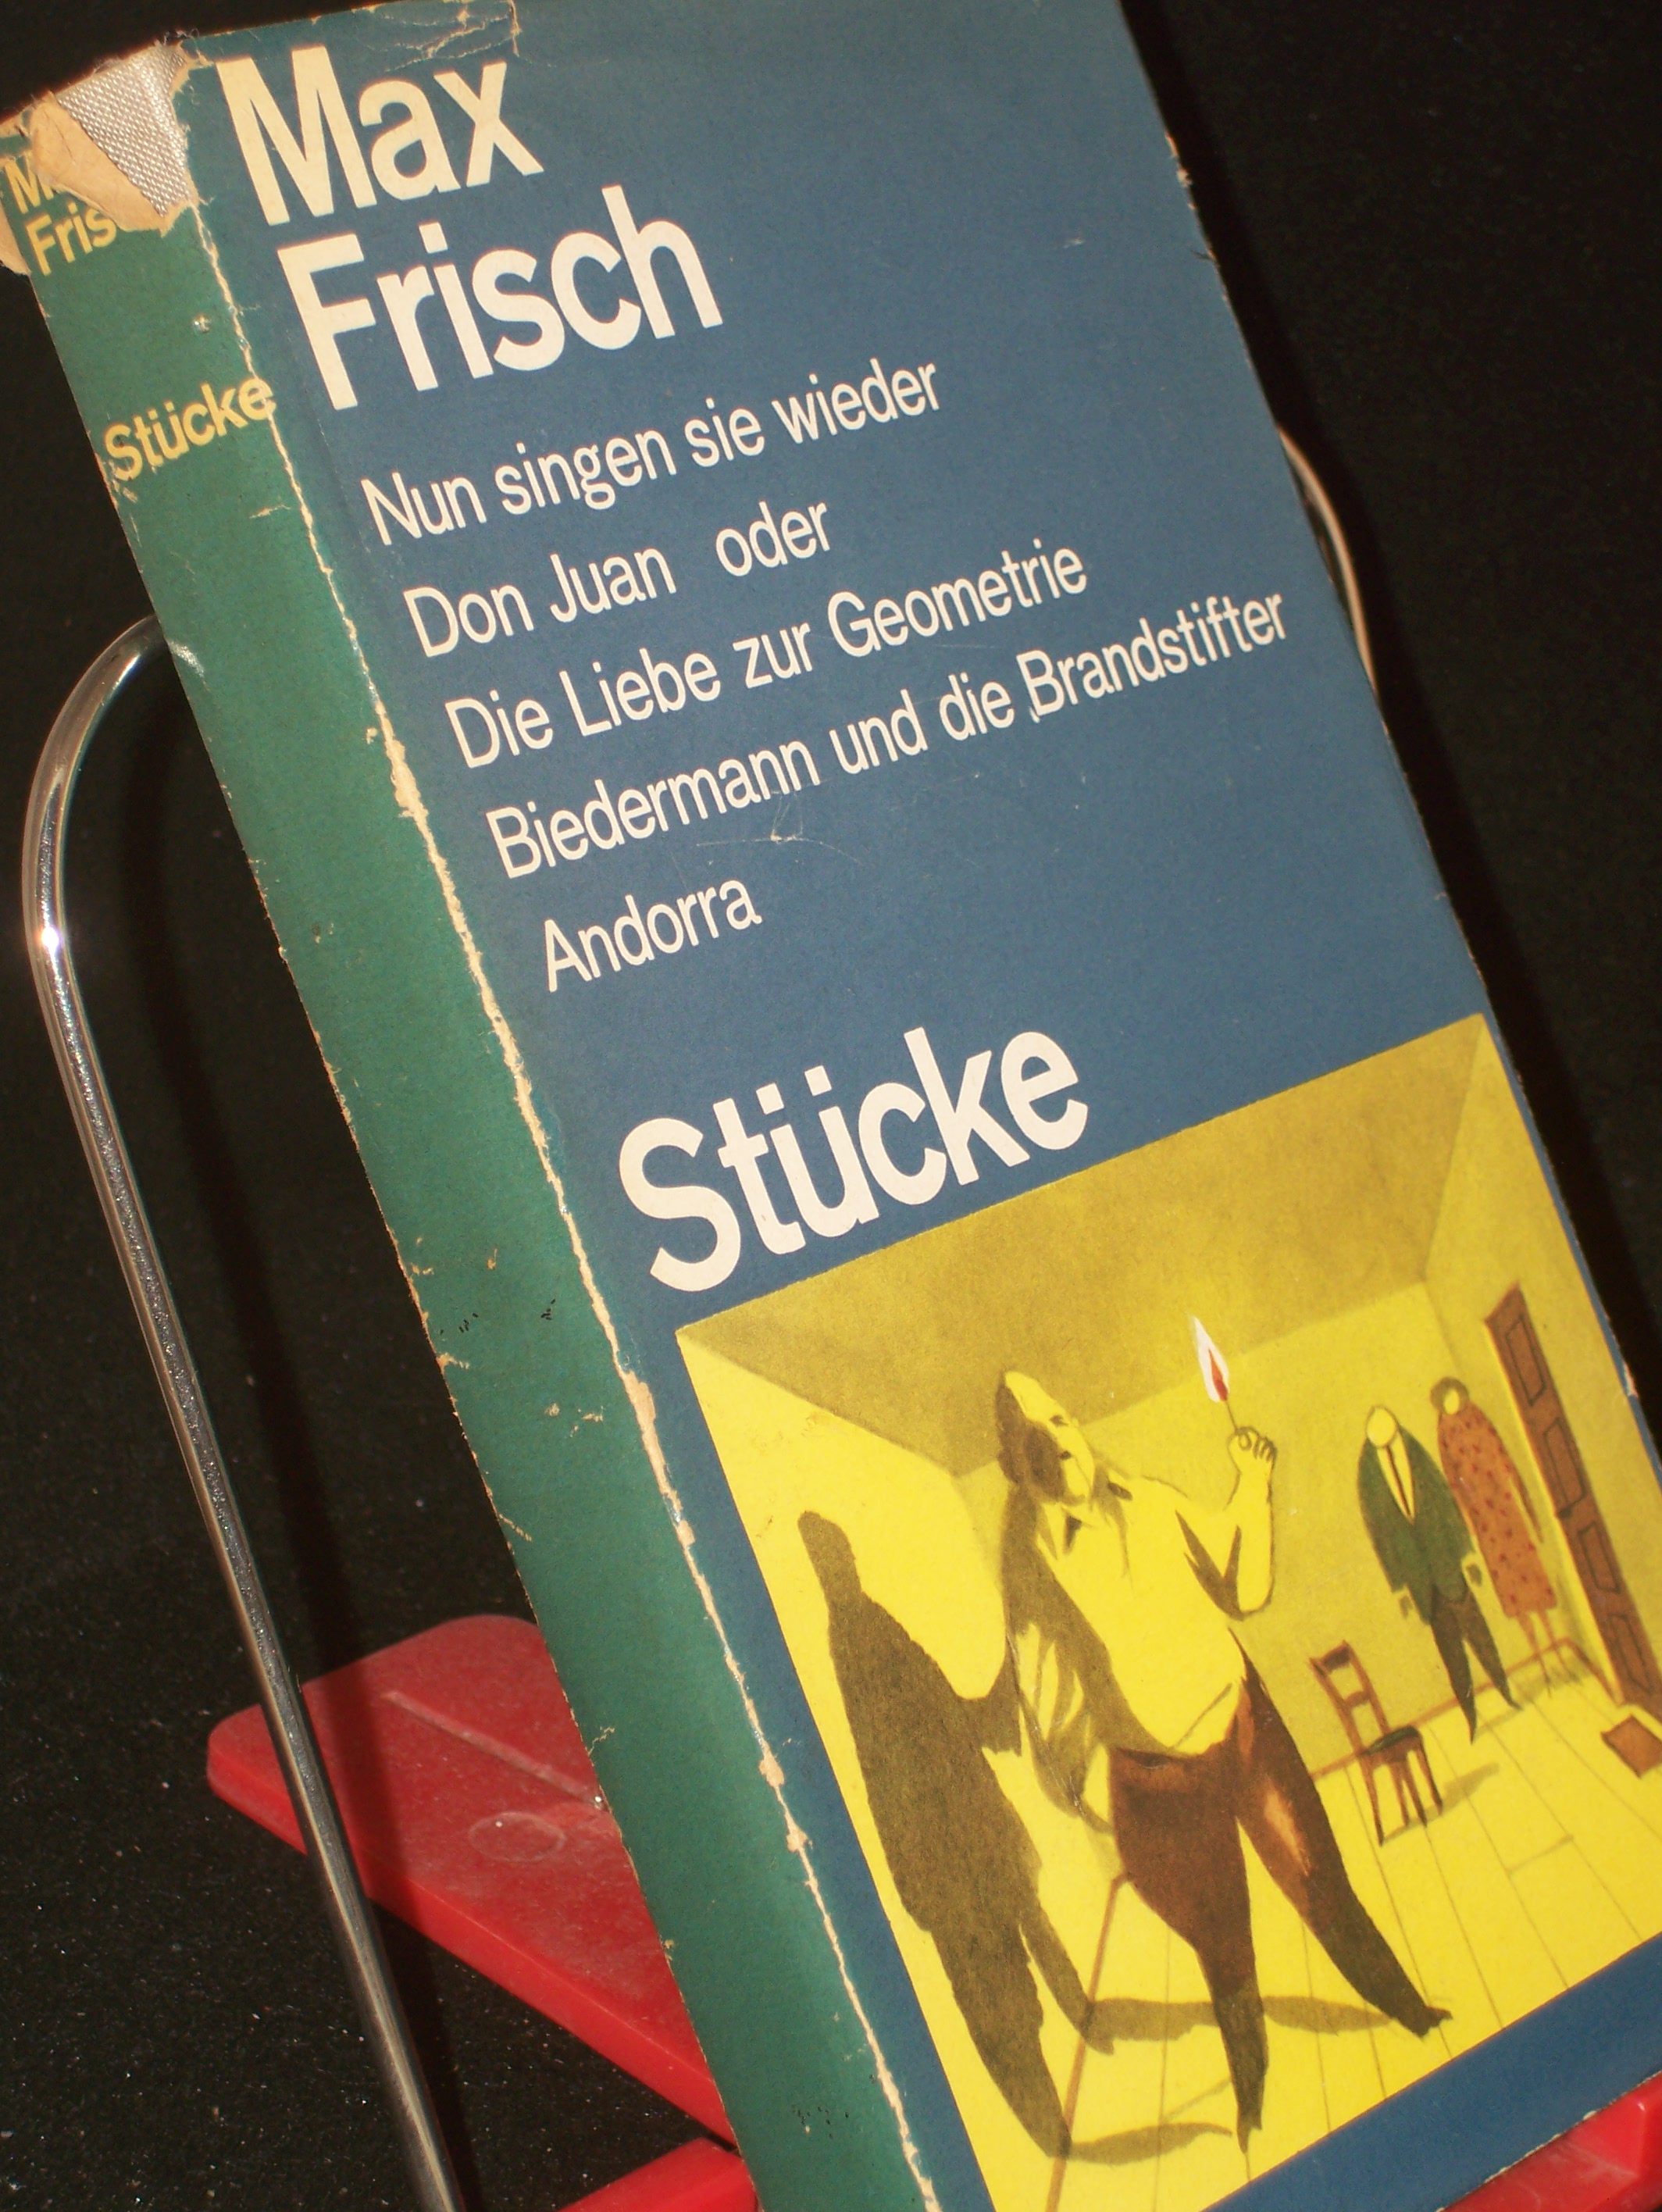 Max
Frisch
Nun singen sie wieder
Don Juan oder
Die Liebe zur Geometrie
Biedermann und die Brandstifter
Andorra
Stücke
Stücke